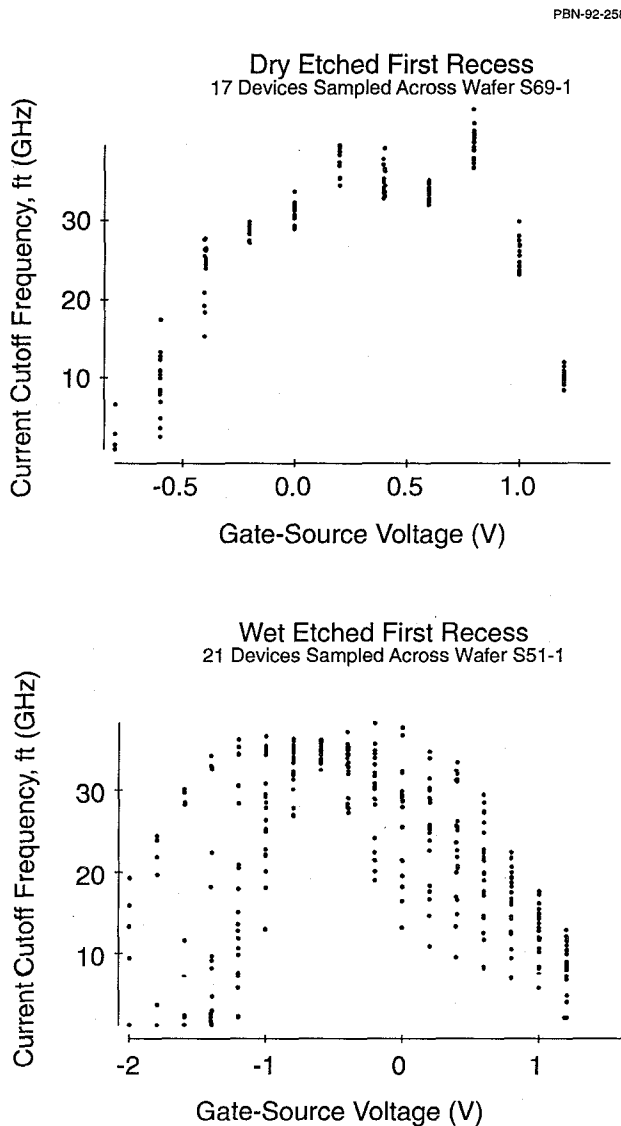 PBN-92-258
Dry Etched First Recess
17 Devices Sampled Across Wafer S69-1
Current Cutoff Frequency, ft (GHz)
30
20
10
-0.5 0.0 0.5 1.0
Gate-Source Voltage (V)
Wet Etched First Recess
21 Devices Sampled Across Wafer S51-1
Current Cutoff Frequency, ft (GHz)
30
20
10
-2 -1 0 1
Gate-Source Voltage (V)